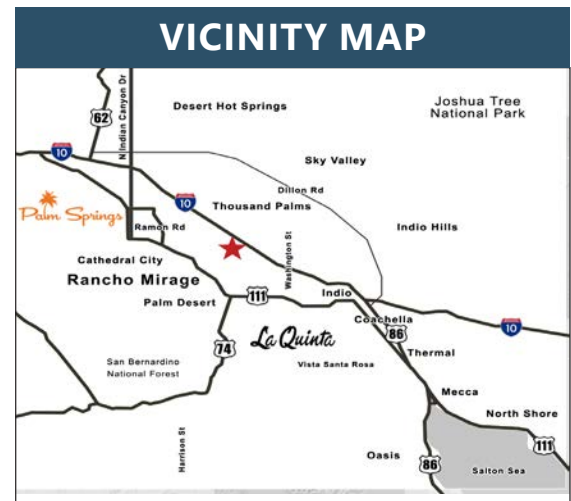 VICINITY MAP
N Indian Canyon Dr
62
Desert Hot Springs
Joshua Tree
National Park
10
Sky Valley
Dillon Rd
10
Thousand Palms
Palm Springs
Ramon Rd
Indio Hills
Washington St
Cathedral City
Rancho Mirage
Palm Desert
111
Indio
Coachella
10
74
La Quinta
86
Thermal
San Bernardino
National Forest
Vista Santa Rosa
Mecca
North Shore
Harrison St
Oasis
86
111
Salton Sea